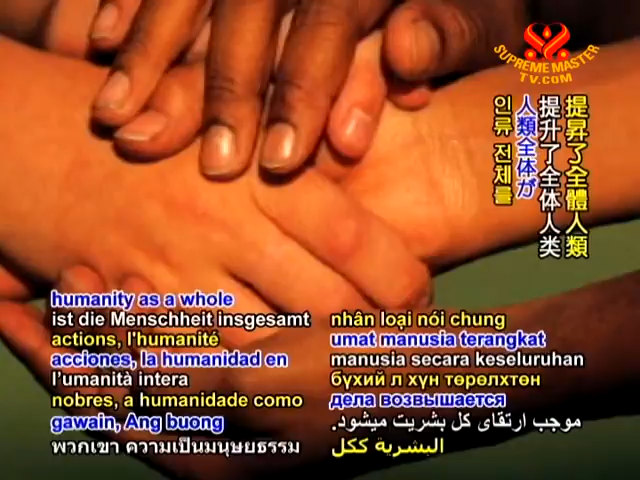 SUPREME MASTER
TV.COM
提昇了全體人類
提升了全体人类
人類全体が
인류 전체를
humanity as a whole
ist die Menschheit insgesamt
actions, l'humanité
acciones, la humanidad en
l'umanità intera
nobres, a humanidade como
gawain, Ang buong
พวกเขา ความเป็นมนุษยธรรม
nhân loại nói chung
umat manusia terangkat
manusia secara keseluruhan
бүхий л хүн төрөлхтөн
дела возвышается
موجب ارتقای کل بشریت میشود.
البشرية ككل